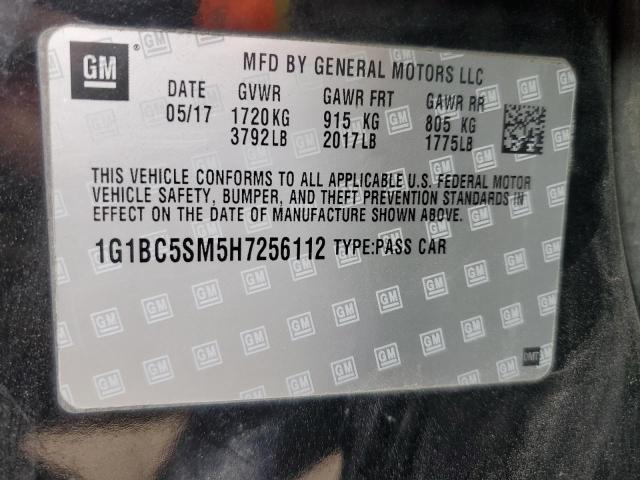 GM ®
MFD BY GENERAL MOTORS LLC
DATE GVWR GAWR FRT GAWR RR
05/17 1720KG 915 KG 805 KG
3792LB 2017LB 1775LB
THIS VEHICLE CONFORMS TO ALL APPLICABLE U.S. FEDERAL MOTOR
VEHICLE SAFETY, BUMPER, AND THEFT PREVENTION STANDARDS IN
EFFECT ON THE DATE OF MANUFACTURE SHOWN ABOVE.
1G1BC5SM5H7256112 TYPE:PASS CAR
DMT